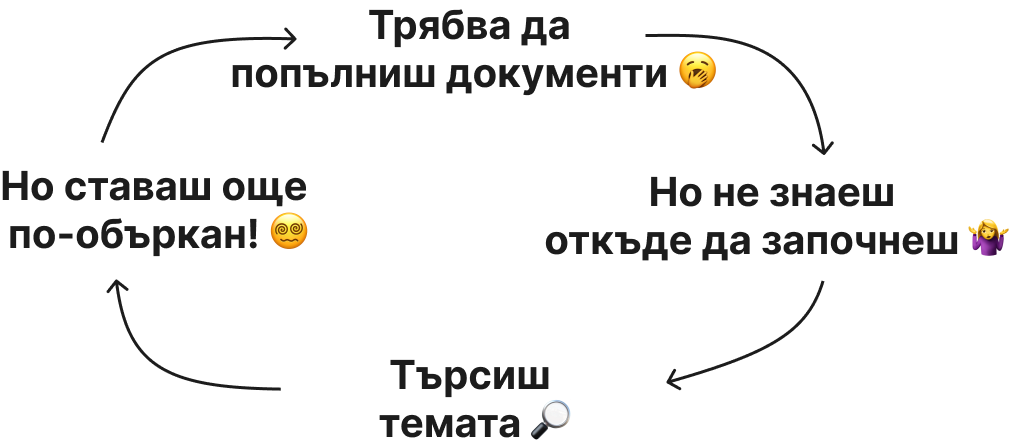 Трябва да
попълниш документи 🥱
Но не знаеш
откъде да започнеш 🤷‍♀️
Търсиш
темата 🔎
Но ставаш още
по-объркан! 😵‍💫